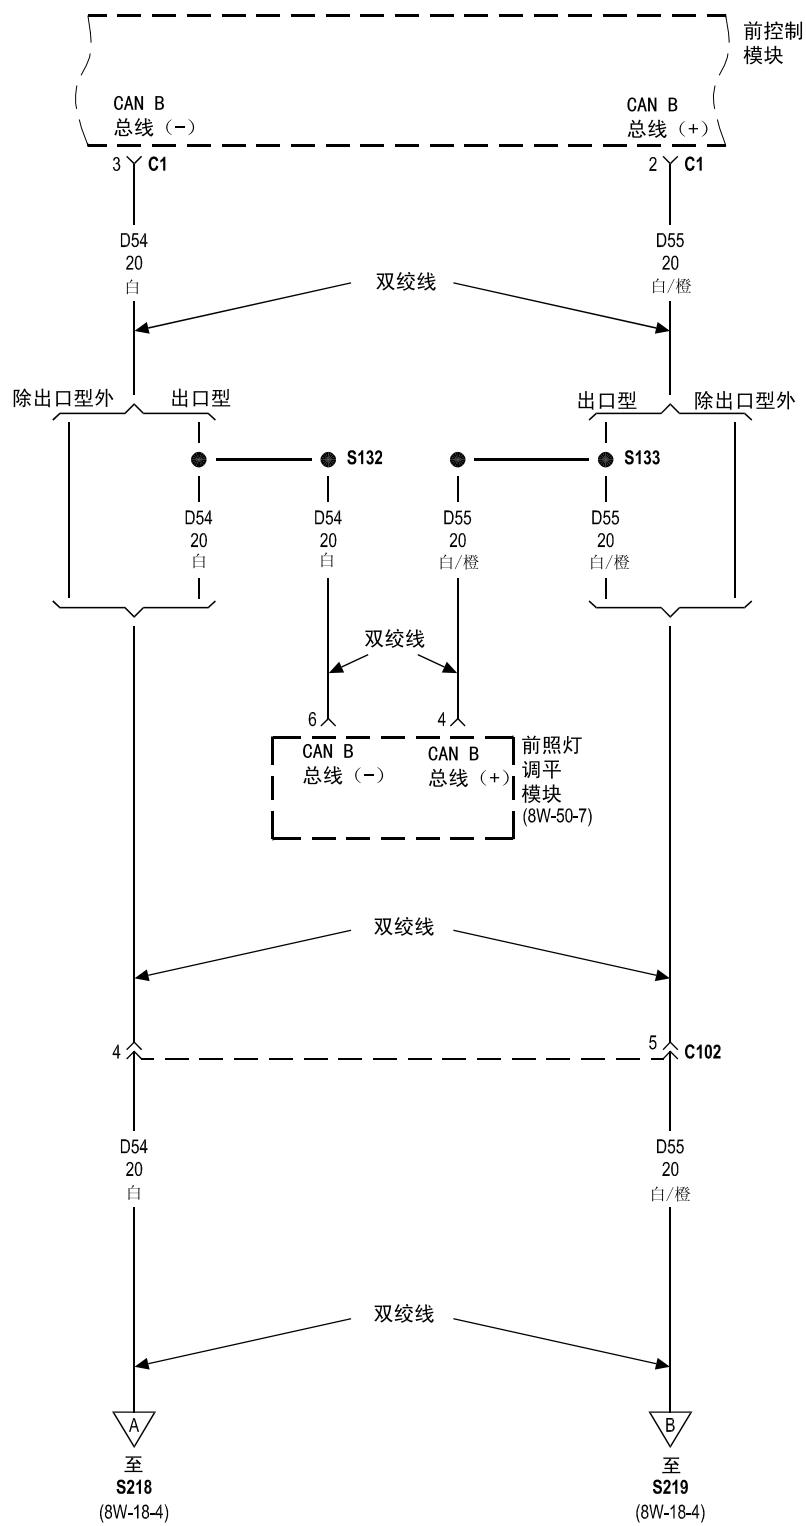 前控制
模块
CAN B
总线（-）
CAN B
总线（+）
3 C1
2 C1
D54
20
白
D55
20
白/橙
双绞线
除出口型外
出口型
出口型
除出口型外
S132
S133
D54
20
白
D54
20
白
D55
20
白/橙
D55
20
白/橙
双绞线
6
4
CAN B
总线（-）
CAN B
总线（+）
前照灯
调平
模块
(8W-50-7)
双绞线
4
5
C102
D54
20
白
D55
20
白/橙
双绞线
A
B
至
S218
(8W-18-4)
至
S219
(8W-18-4)